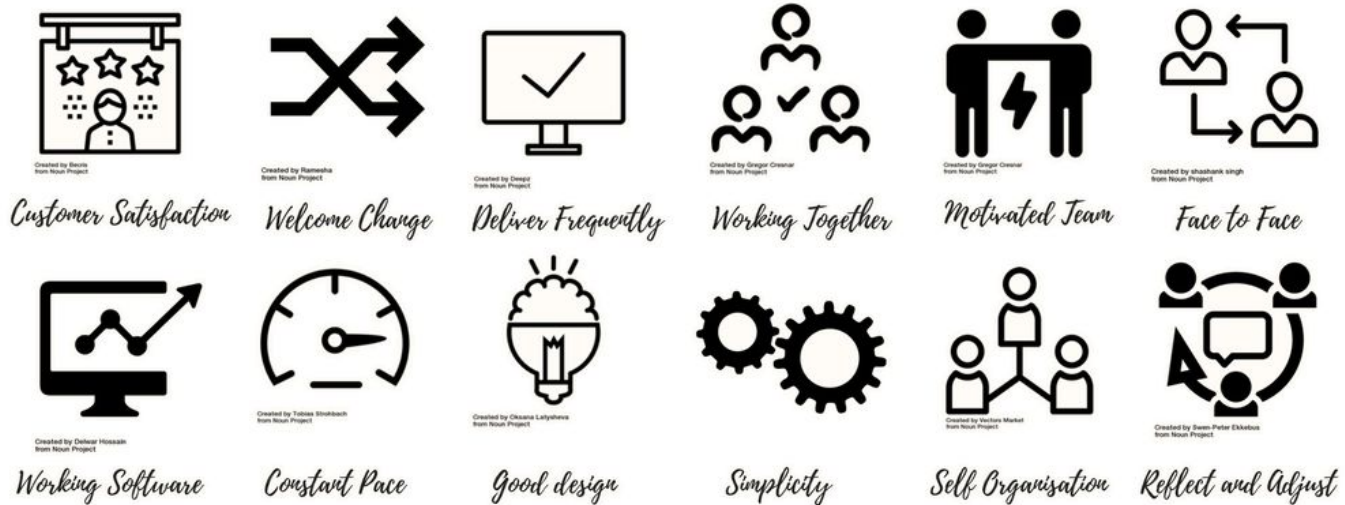 Created by Becris
from Noun Project
Created by Ramesha
from Noun Project
Created by Deepz
from Noun Project
Created by Gregor Cresnar
from Noun Project
Created by Gregor Cresnar
from Noun Project
Created by shashank singh
from Noun Project
Customer Satisfaction
Welcome Change
Deliver Frequently
Working Together
Motivated Team
Face to Face
Created by Delwar Hossain
from Noun Project
Created by Tobias Strohbach
from Noun Project
Created by Oksana Latysheva
from Noun Project
Created by Vectors Market
from Noun Project
Created by Swen-Peter Ekkebus
from Noun Project
Working Software
Constant Pace
Good design
Simplicity
Self Organisation
Reflect and Adjust